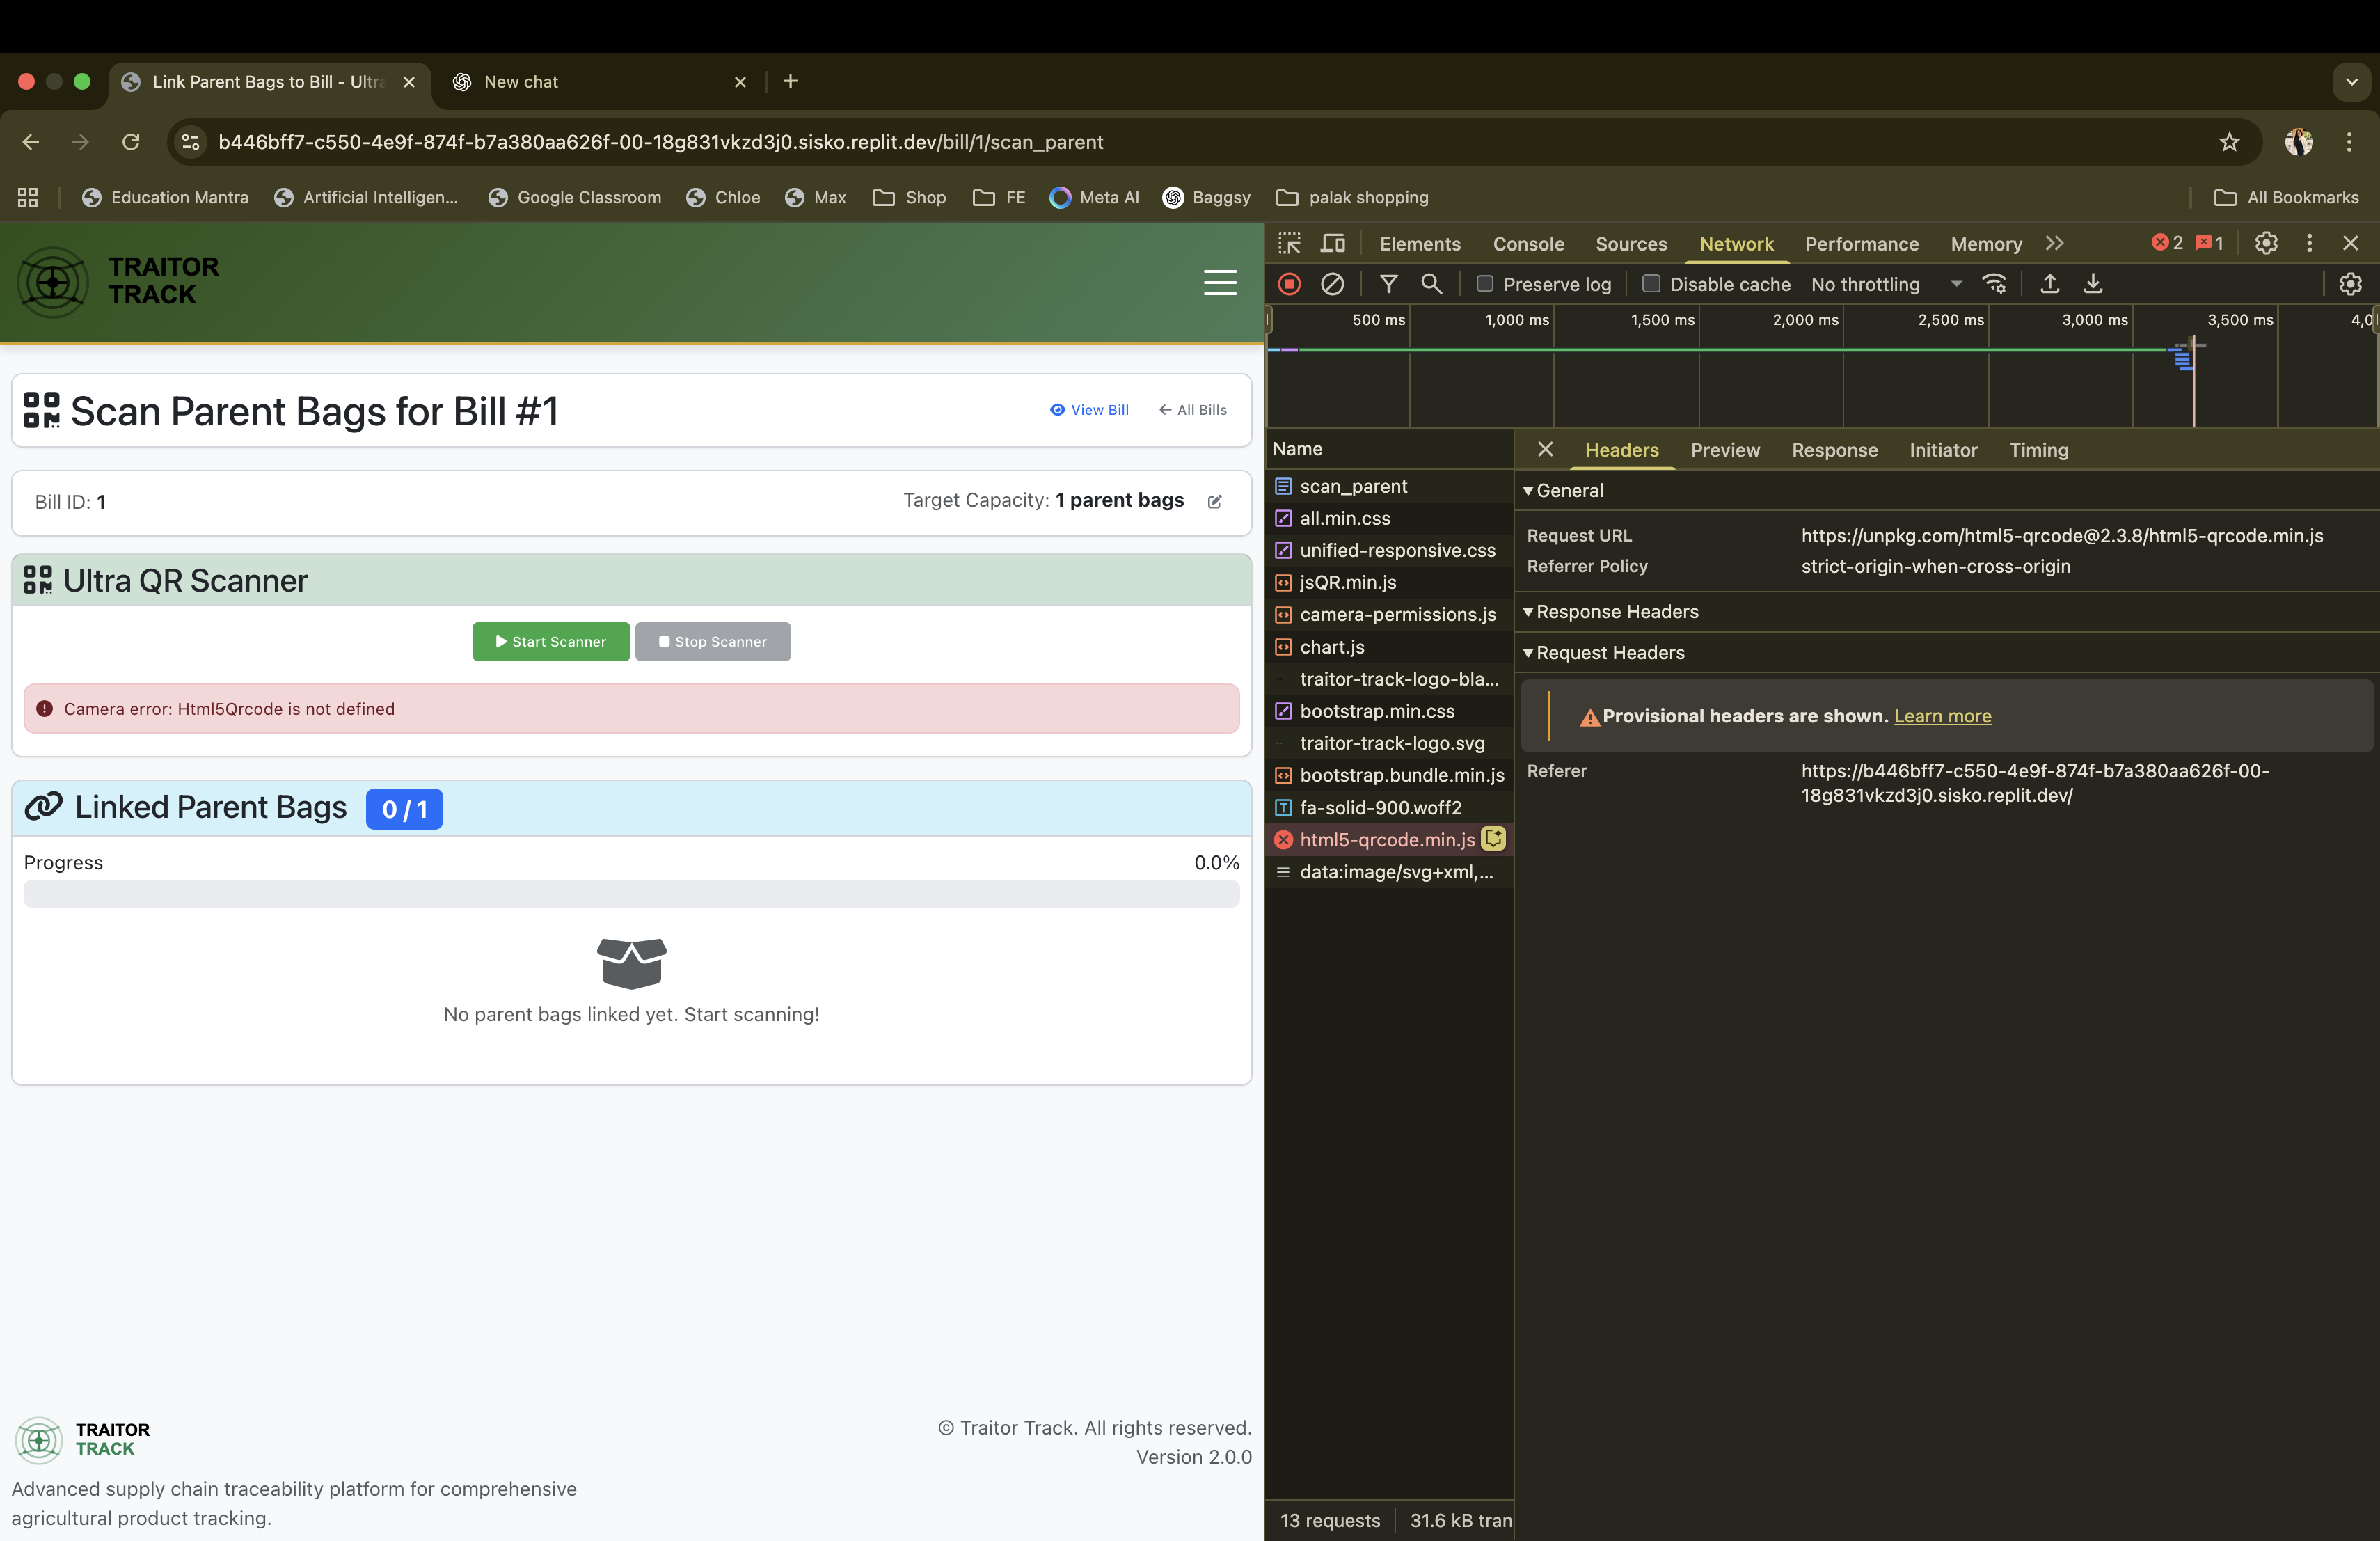 Link Parent Bags to Bill - Ultra
New chat
b446bff7-c550-4e9f-874f-b7a380aa626f-00-18g831vkzd3j0.sisko.replit.dev/bill/1/scan_parent
Education Mantra
Artificial Intelligen...
Google Classroom
Chloe
Max
Shop
FE
Meta AI
Baggsy
palak shopping
All Bookmarks
TRAITOR
TRACK
Scan Parent Bags for Bill #1
View Bill
All Bills
Bill ID: 1
Target Capacity: 1 parent bags
Ultra QR Scanner
Start Scanner
Stop Scanner
Camera error: Html5Qrcode is not defined
Linked Parent Bags 0 / 1
Progress
0.0%
No parent bags linked yet. Start scanning!
TRAITOR
TRACK
Advanced supply chain traceability platform for comprehensive
agricultural product tracking.
© Traitor Track. All rights reserved.
Version 2.0.0
Elements
Console
Sources
Network
Performance
Memory
2
1
Preserve log
Disable cache
No throttling
500 ms
1,000 ms
1,500 ms
2,000 ms
2,500 ms
3,000 ms
3,500 ms
Name
scan_parent
all.min.css
unified-responsive.css
jsQR.min.js
camera-permissions.js
chart.js
traitor-track-logo-bla...
bootstrap.min.css
traitor-track-logo.svg
bootstrap.bundle.min.js
fa-solid-900.woff2
html5-qrcode.min.js
data:image/svg+xml,...
13 requests
31.6 kB tran
Headers
Preview
Response
Initiator
Timing
General
Request URL
https://unpkg.com/html5-qrcode@2.3.8/html5-qrcode.min.js
Referrer Policy
strict-origin-when-cross-origin
Response Headers
Request Headers
Provisional headers are shown. Learn more
Referer
https://b446bff7-c550-4e9f-874f-b7a380aa626f-00-
18g831vkzd3j0.sisko.replit.dev/